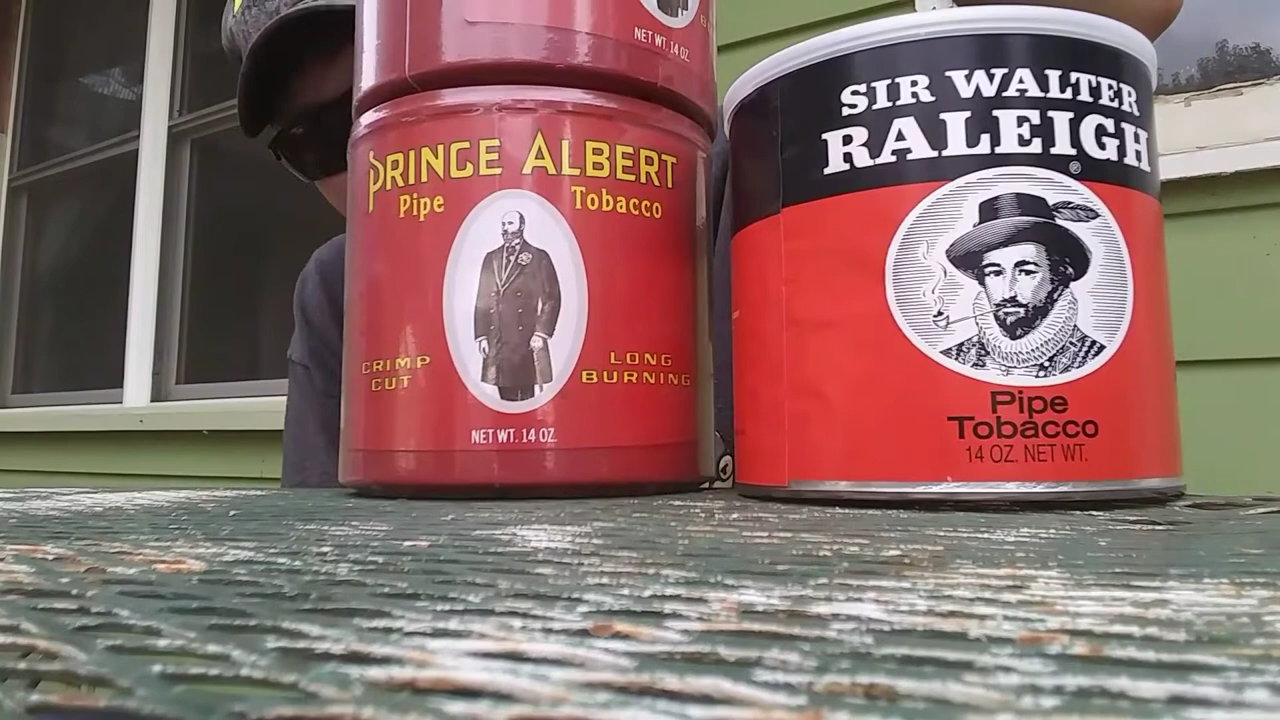 NET WT. 14 OZ.
PRINCE ALBERT
Pipe Tobacco
CRIMP CUT
LONG BURNING
NET WT. 14 OZ.
SIR WALTER
RALEIGH®
Pipe
Tobacco
14 OZ. NET WT.